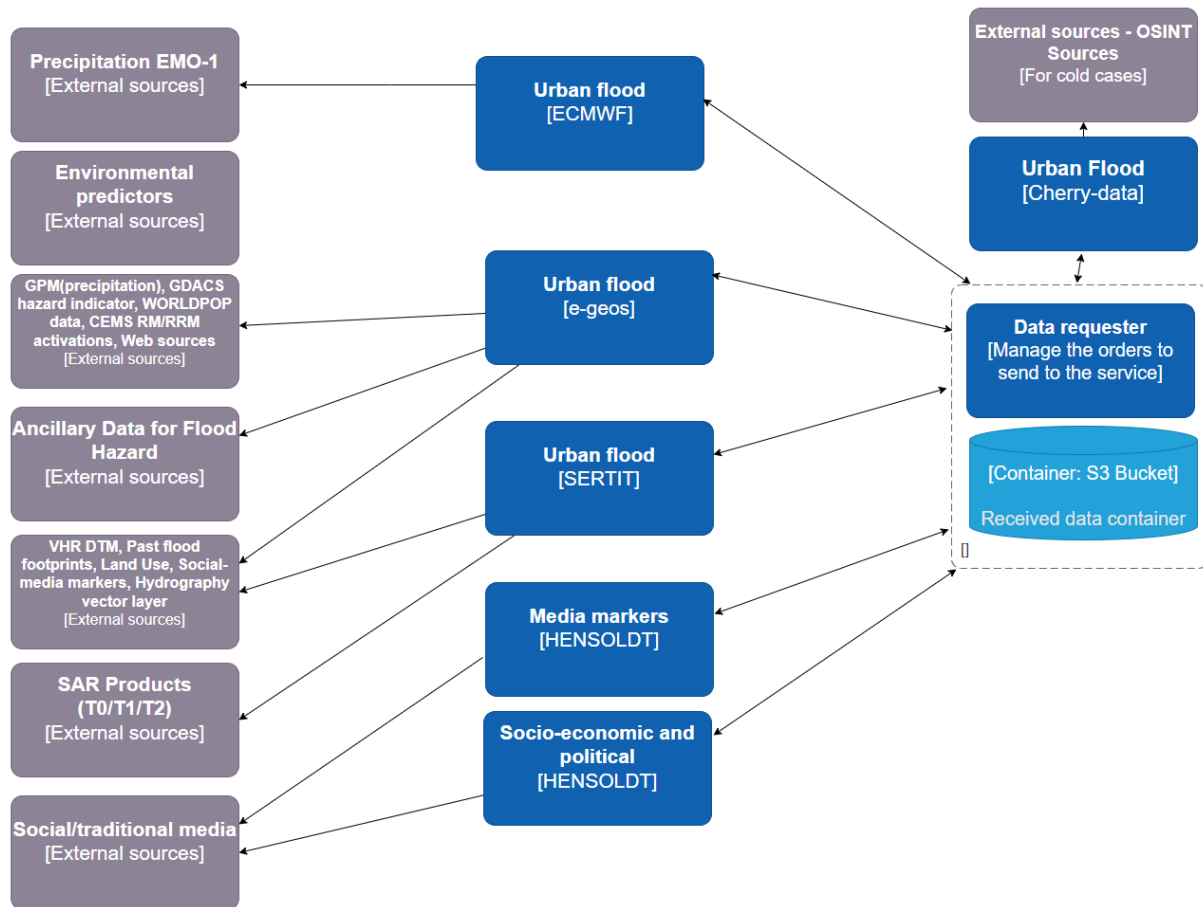 Precipitation EMO-1
[External sources]
Environmental
predictors
[External sources]
GPM(precipitation), GDACS
hazard indicator, WORLDPOP
data, CEMS RM/RRM
activations, Web sources
[External sources]
Ancillary Data for Flood
Hazard
[External sources]
VHR DTM, Past flood
footprints, Land Use, Social-
media markers, Hydrography
vector layer
[External sources]
SAR Products
(T0/T1/T2)
[External sources]
Social/traditional media
[External sources]
Urban flood
[ECMWF]
Urban flood
[e-geos]
Urban flood
[SERTIT]
Media markers
[HENSOLDT]
Socio-economic and
political
[HENSOLDT]
External sources - OSINT
Sources
[For cold cases]
Urban Flood
[Cherry-data]
Data requester
[Manage the orders to
send to the service]
[Container: S3 Bucket]
Received data container
[]